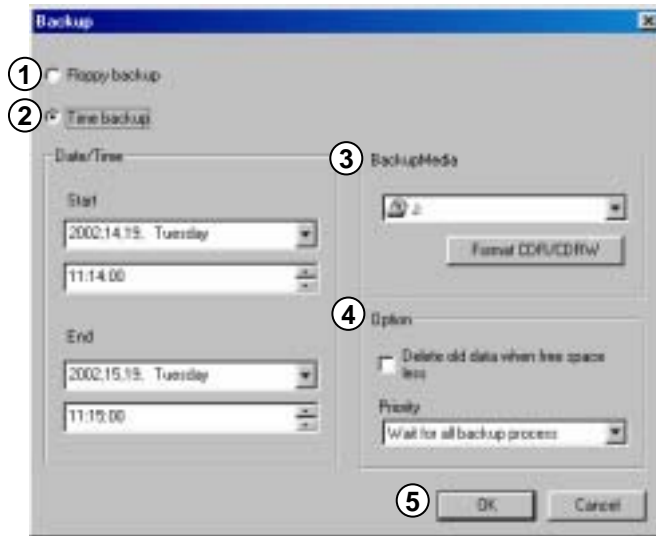 Backup
1 Floppy backup
2 Time backup
Date/Time
Start
2002,14,19, Tuesday
11:14:00
End
2002,15,19, Tuesday
11:15:00
3 BackupMedia
Format CDR/CDRW
4 Option
Delete old data when free space
less
Priority
Wait for all backup process
5 OK
Cancel